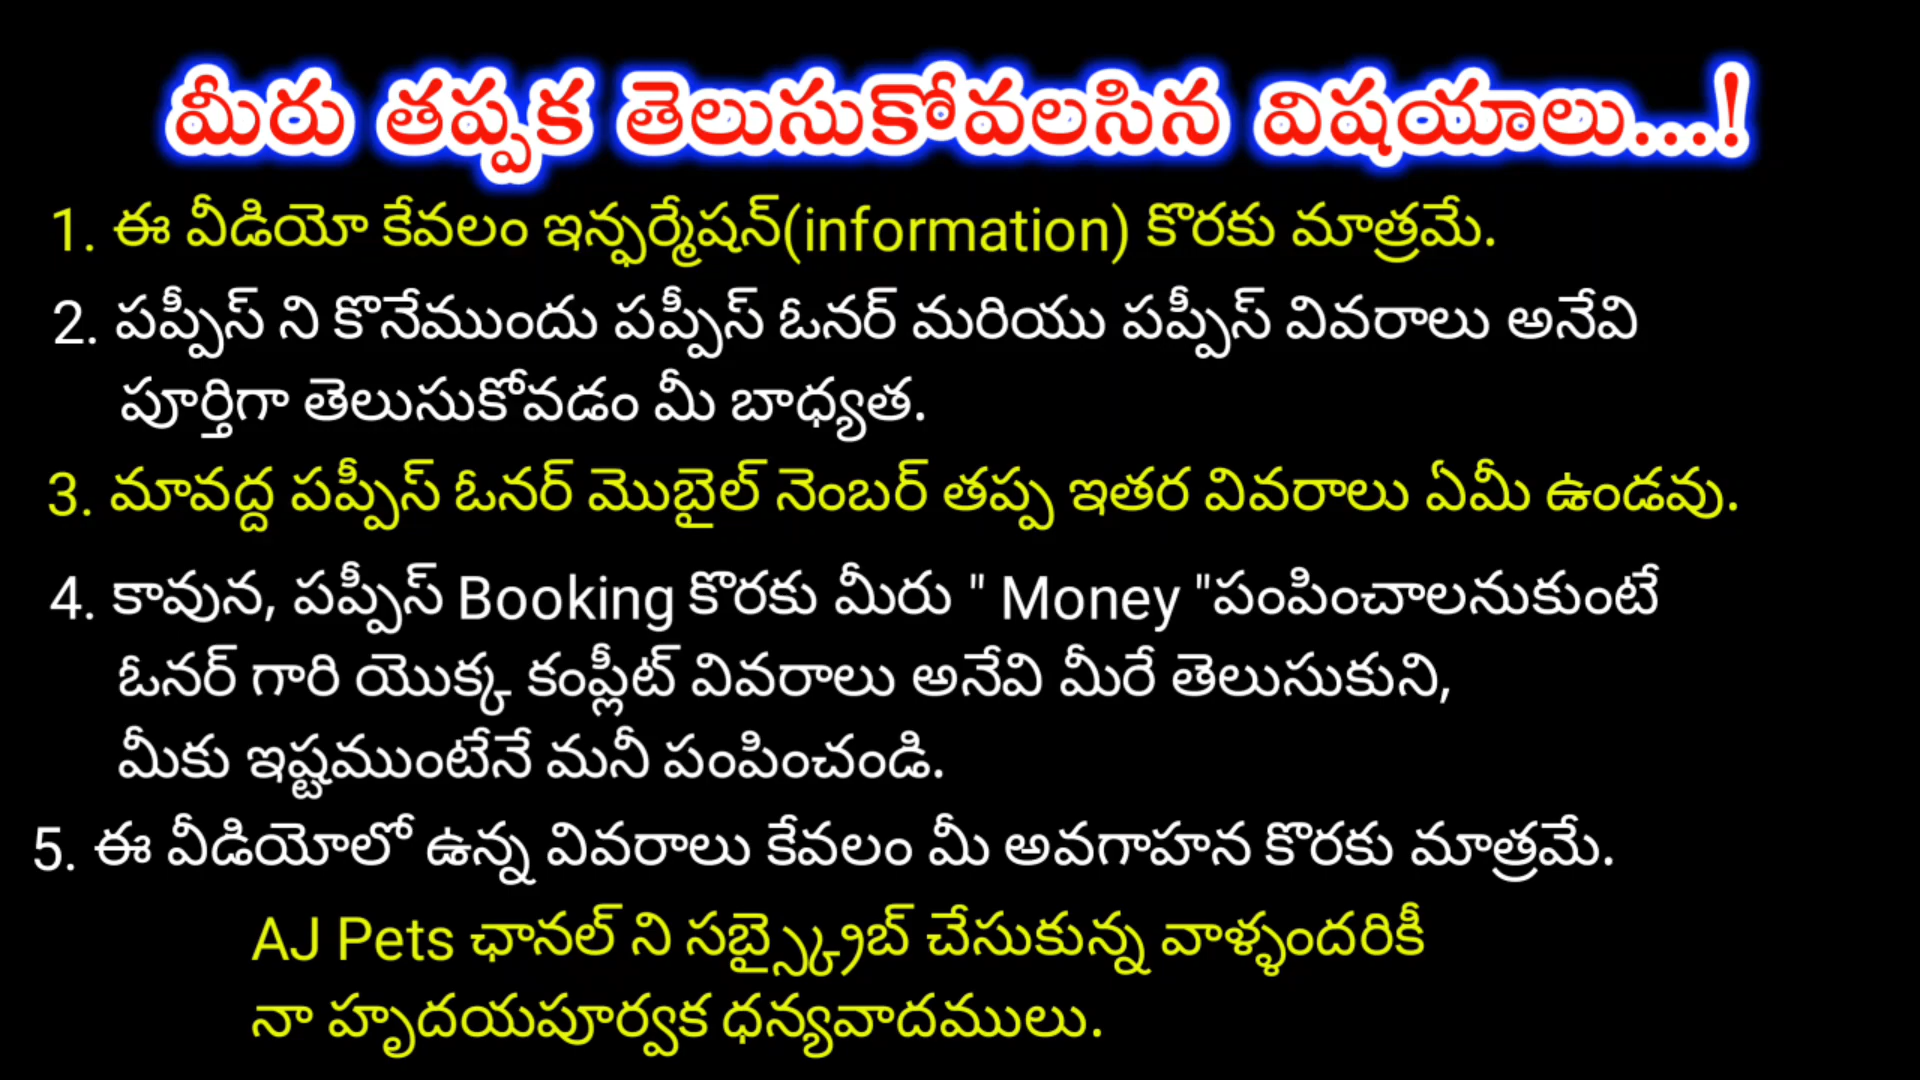 మీరు తప్పక తెలుసుకోవలసిన విషయాలు...!
1. ఈ వీడియో కేవలం ఇన్ఫర్మేషన్(information) కొరకు మాత్రమే.
2. పప్పీస్ ని కొనేముందు పప్పీస్ ఓనర్ మరియు పప్పీస్ వివరాలు అనేవి
పూర్తిగా తెలుసుకోవడం మీ బాధ్యత.
3. మావద్ద పప్పీస్ ఓనర్ మొబైల్ నెంబర్ తప్ప ఇతర వివరాలు ఏమీ ఉండవు.
4. కావున, పప్పీస్ Booking కొరకు మీరు " Money "పంపించాలనుకుంటే
ఓనర్ గారి యొక్క కంప్లీట్ వివరాలు అనేవి మీరే తెలుసుకుని,
మీకు ఇష్టముంటేనే మనీ పంపించండి.
5. ఈ వీడియోలో ఉన్న వివరాలు కేవలం మీ అవగాహన కొరకు మాత్రమే.
AJ Pets ఛానల్ ని సబ్స్క్రైబ్ చేసుకున్న వాళ్ళందరికీ
నా హృదయపూర్వక ధన్యవాదములు.